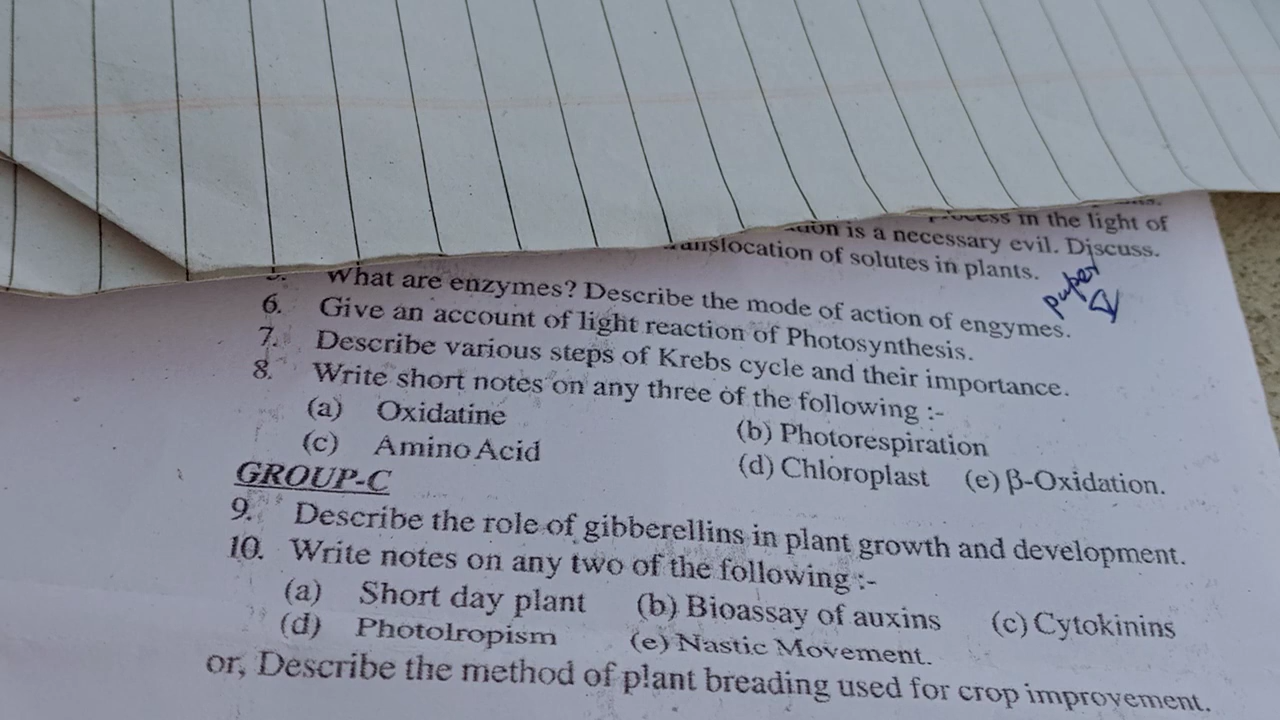 in the light of
is a necessary evil. Discuss.
of solutes in plants.
paper
What are enzymes? Describe the mode of action of engymes.
6. Give an account of light reaction of Photosynthesis.
7. Describe various steps of Krebs cycle and their importance.
8. Write short notes on any three of the following :-
(a) Oxidatine (b) Photorespiration
(c) Amino Acid (d) Chloroplast (e) β-Oxidation.
GROUP-C
9. Describe the role of gibberellins in plant growth and development.
10. Write notes on any two of the following :-
(a) Short day plant (b) Bioassay of auxins (c) Cytokinins
(d) Photolropism (e) Nastic Movement.
or, Describe the method of plant breading used for crop improvement.